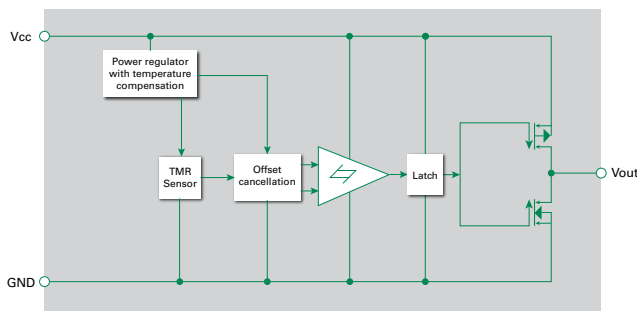 Vcc
Power regulator
with temperature
compensation
TMR
Sensor
Offset
cancellation
Latch
Vout
GND